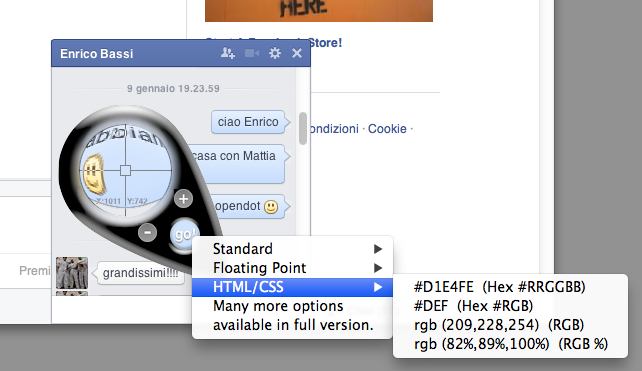 HERE
Start A Facebook Store!
Enrico Bassi
9 gennaio 19.23.59
ciao Enrico
ondizioni · Cookie ·
casa con Mattia
abbiam
X:1011 Y:742
opendot
+
-
go!
Premi
grandissimi!!!!
Standard
Floating Point
HTML/CSS
Many more options
available in full version.
#D1E4FE (Hex #RRGGBB)
#DEF (Hex #RGB)
rgb (209,228,254) (RGB)
rgb (82%,89%,100%) (RGB %)